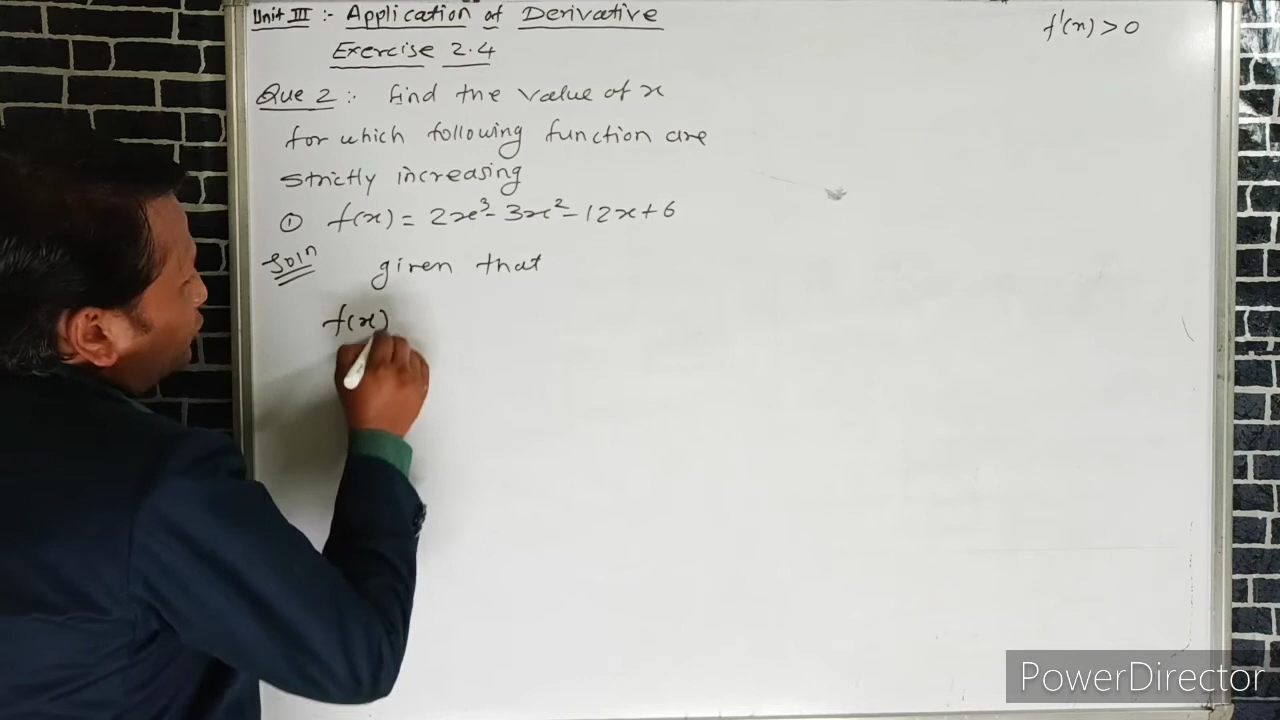 Unit III :- Application of Derivative
f'(x) > 0
Exercise 2.4
Que 2 :- find the value of x
for which following function are
strictly increasing
① f(x) = 2x³ - 3x² - 12x + 6
Solⁿ given that
f(x)
PowerDirector